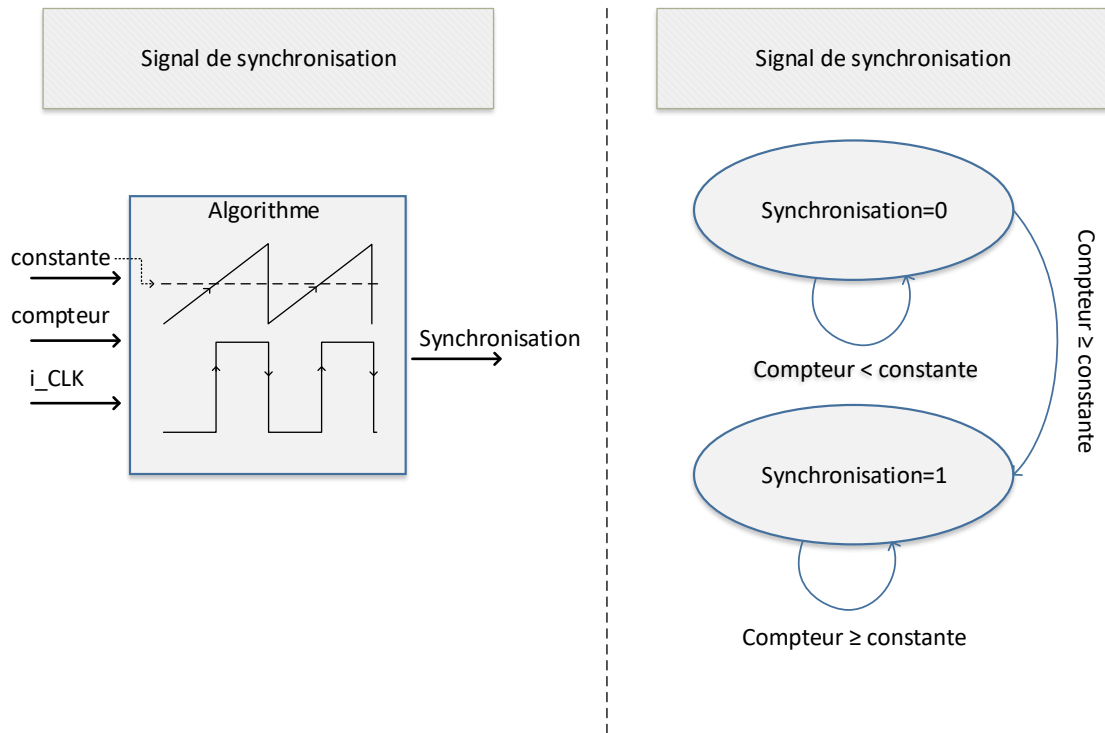 Signal de synchronisation
Algorithme
constante
compteur
i_CLK
Synchronisation
Signal de synchronisation
Synchronisation=0
Compteur < constante
Compteur ≥ constante
Synchronisation=1
Compteur ≥ constante